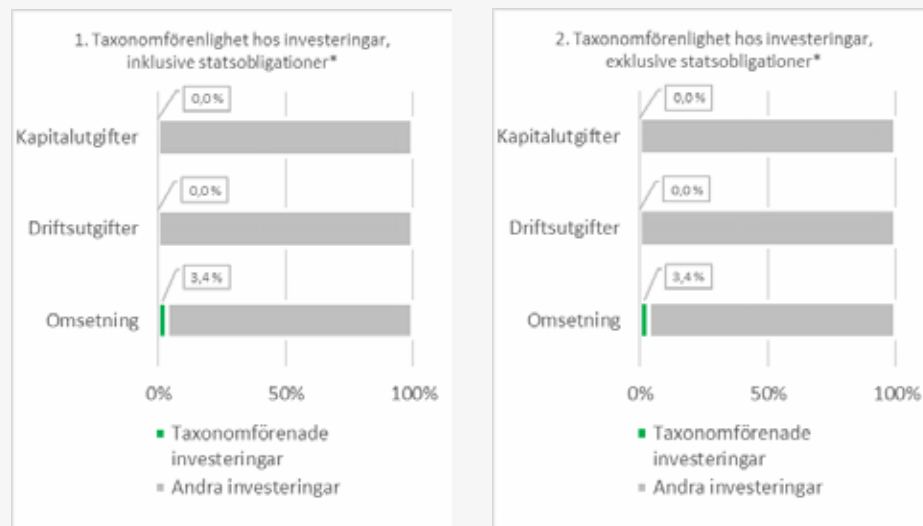 1. Taxonomförenlighet hos investeringar,
inklusive statsobligationer*
0,0%
Kapitalutgifter
0,0%
Driftsutgifter
3,4%
Omsetning
0%
50%
100%
Taxonomförenade
investeringar
Andra investeringar
2. Taxonomförenlighet hos investeringar,
exklusive statsobligationer*
0,0%
Kapitalutgifter
0,0%
Driftsutgifter
3,4%
Omsetning
0%
50%
100%
Taxonomförenade
investeringar
Andra investeringar